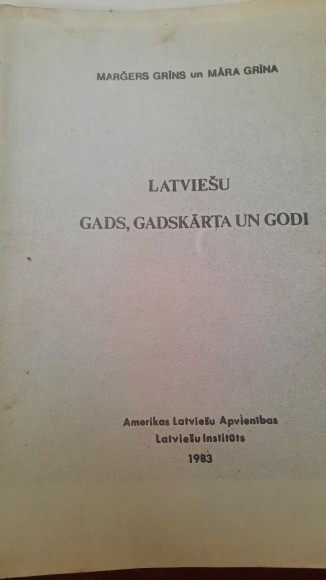 MARĢERS GRĪNS un MĀRA GRĪNA
LATVIEŠU
GADS, GADSKĀRTA UN GODI
Amerikas Latviešu Apvienības
Latviešu Institūts
1983